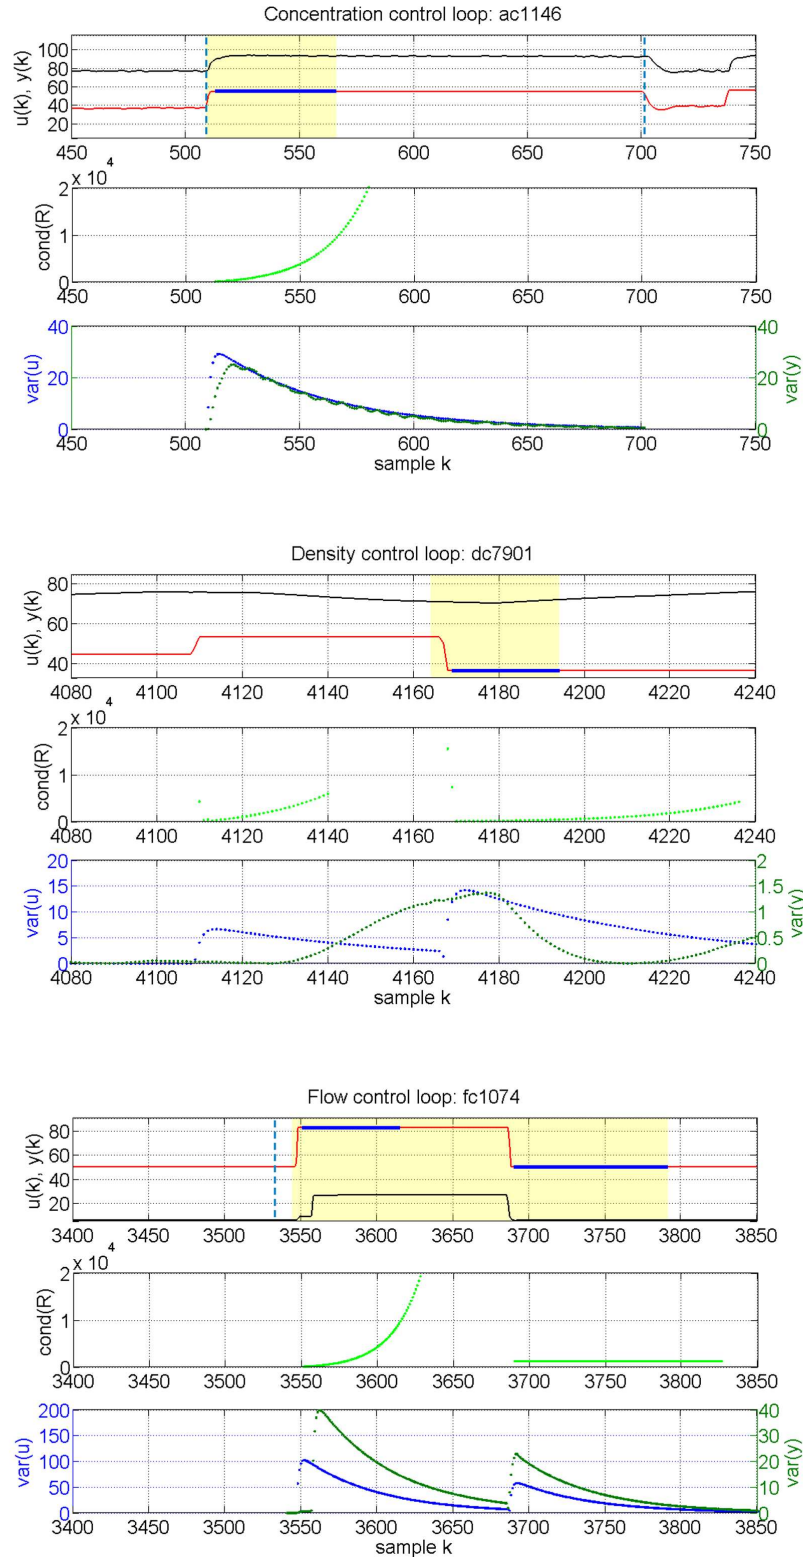 Concentration control loop: ac1146
u(k), y(k)
100
80
60
40
20
450 500 550 600 650 700 750
x 10^4
cond(R)
2
1
0
450 500 550 600 650 700 750
var(u)
40
20
0
var(y)
40
20
0
450 500 550 600 650 700 750
sample k
Density control loop: dc7901
u(k), y(k)
80
60
40
4080 4100 4120 4140 4160 4180 4200 4220 4240
x 10^4
cond(R)
2
1
0
4080 4100 4120 4140 4160 4180 4200 4220 4240
var(u)
20
15
10
5
0
var(y)
2
1.5
1
0.5
0
4080 4100 4120 4140 4160 4180 4200 4220 4240
sample k
Flow control loop: fc1074
u(k), y(k)
80
60
40
20
3400 3450 3500 3550 3600 3650 3700 3750 3800 3850
x 10^4
cond(R)
2
1
0
3400 3450 3500 3550 3600 3650 3700 3750 3800 3850
var(u)
200
150
100
50
0
var(y)
40
30
20
10
0
3400 3450 3500 3550 3600 3650 3700 3750 3800 3850
sample k